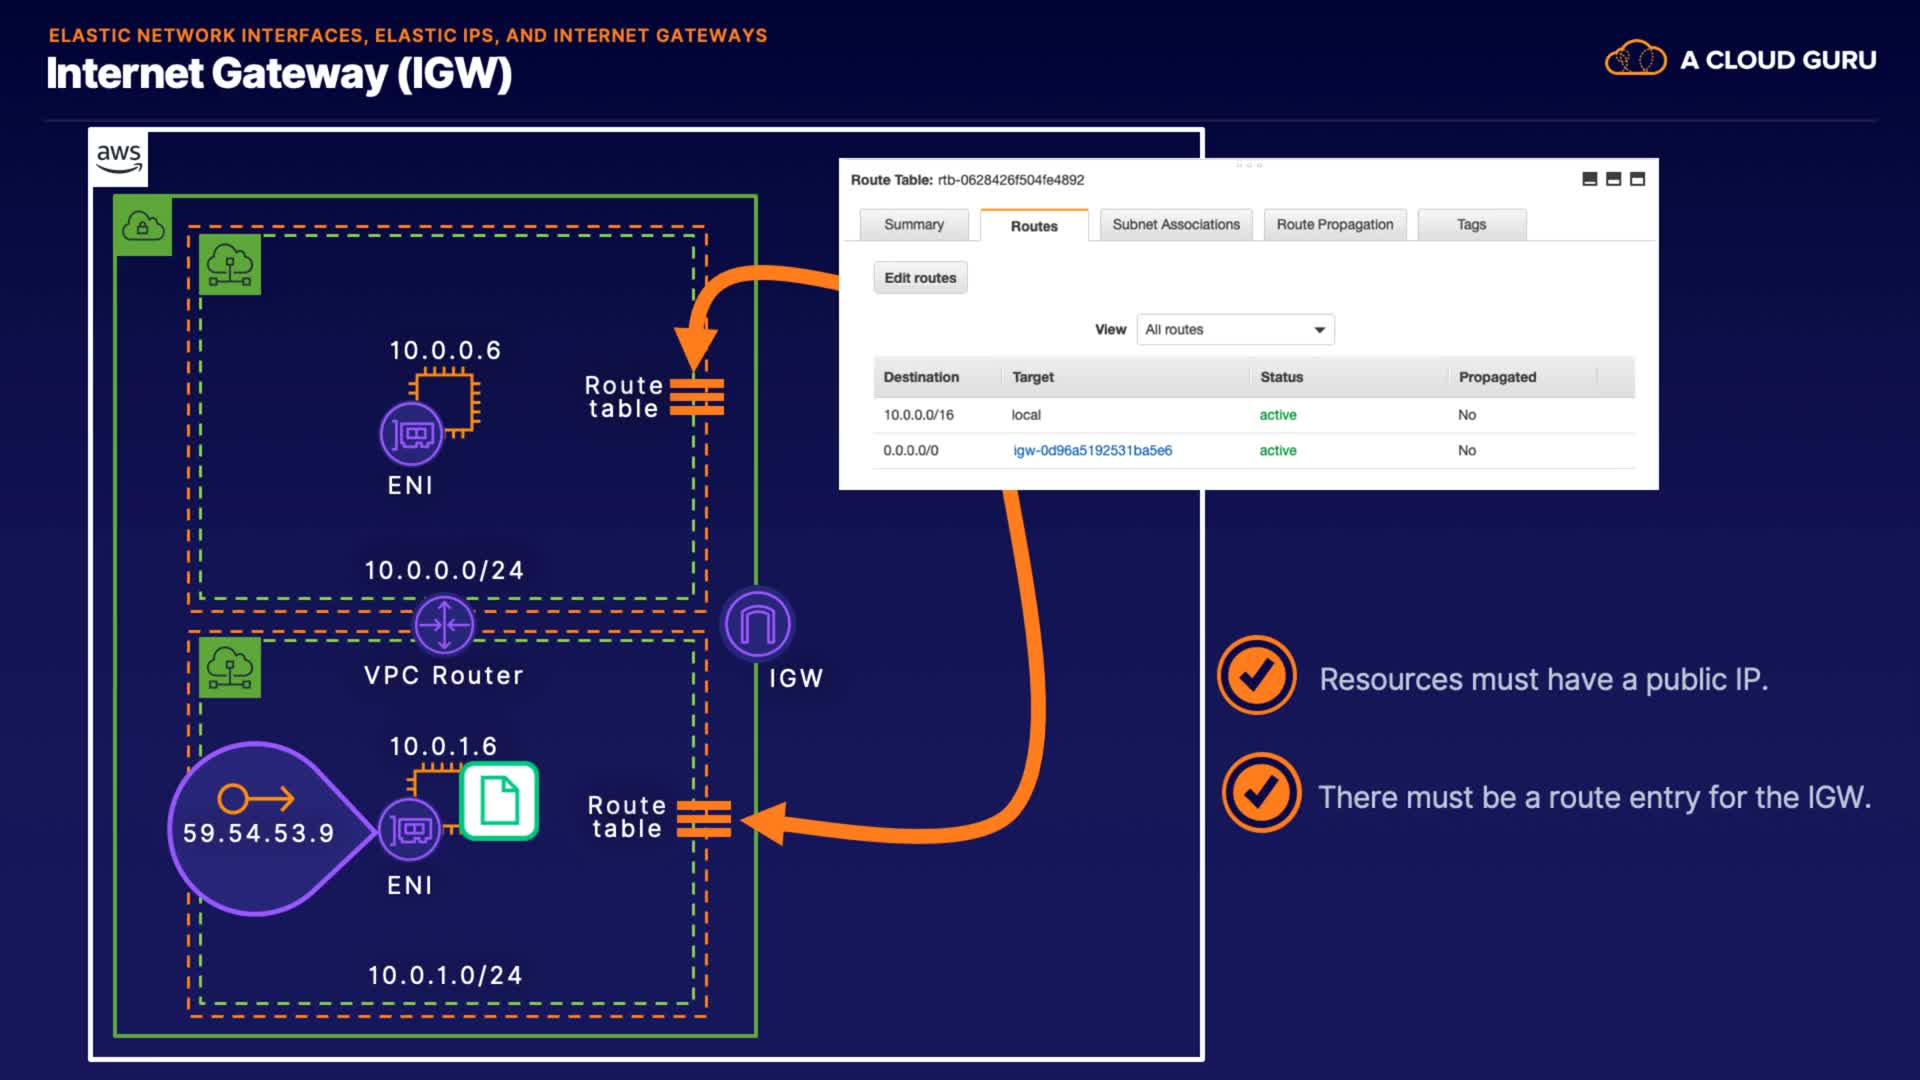 ELASTIC NETWORK INTERFACES, ELASTIC IPS, AND INTERNET GATEWAYS
Internet Gateway (IGW)
A CLOUD GURU
aws
Route Table: rtb-0628426f504fe4892
Summary
Routes
Subnet Associations
Route Propagation
Tags
Edit routes
View All routes
Destination Target Status Propagated
10.0.0.0/16 local active No
0.0.0.0/0 igw-0d96a5192531ba5e6 active No
10.0.0.6
Route
table
ENI
10.0.0.0/24
VPC Router
IGW
10.0.1.6
59.54.53.9
Route
table
ENI
10.0.1.0/24
Resources must have a public IP.
There must be a route entry for the IGW.